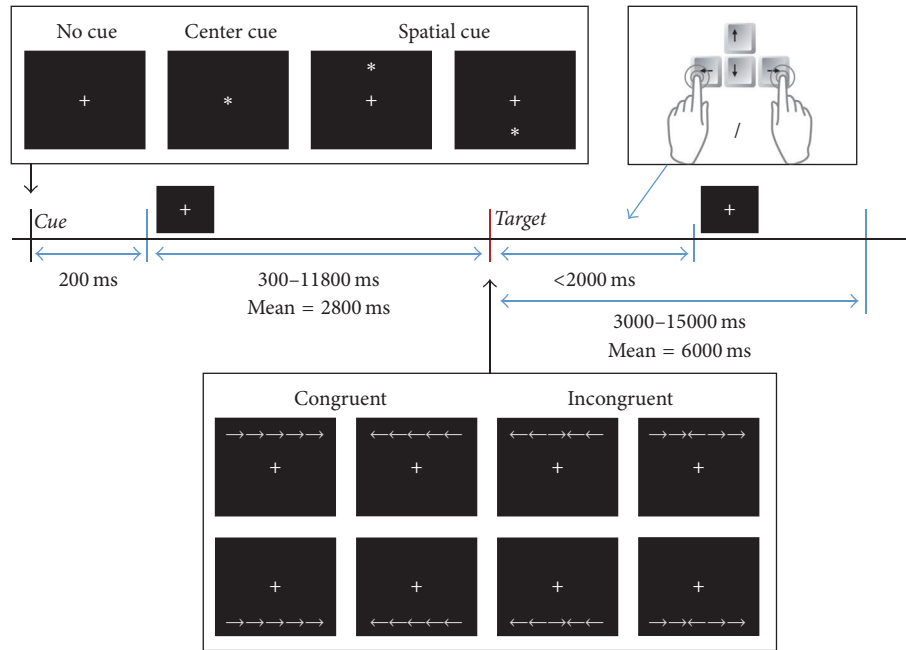 No cue Center cue Spatial cue
+ * * +
+ *
/
Cue + Target +
200 ms 300–11800 ms <2000 ms
Mean = 2800 ms
3000–15000 ms
Mean = 6000 ms
Congruent Incongruent
→→→→→ ←←←←← ←←→←← →→←→→
+ + + +
+ + + +
→→→→→ ←←←←← ←←→←← →→←→→